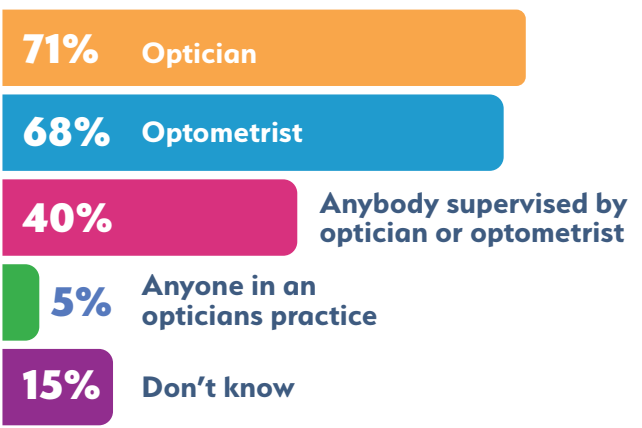 71% Optician
68% Optometrist
40% Anybody supervised by
optician or optometrist
5% Anyone in an
opticians practice
15% Don’t know